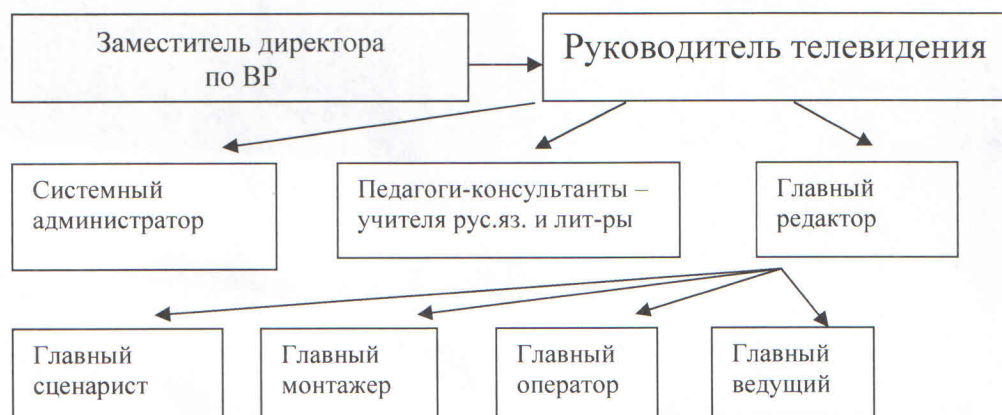 Заместитель директора
по ВР
Руководитель телевидения
Системный
администратор
Педагоги-консультанты –
учителя рус.яз. и лит-ры
Главный
редактор
Главный
сценарист
Главный
монтажер
Главный
оператор
Главный
ведущий